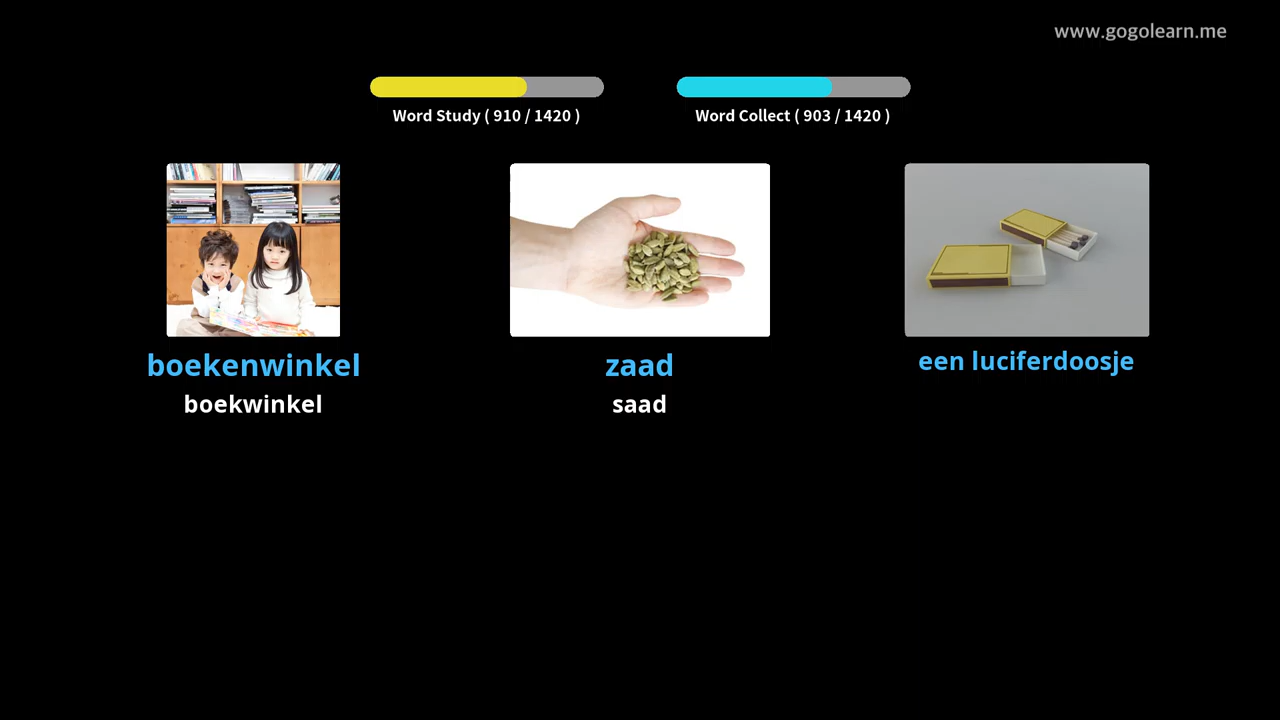 www.gogolearn.me
Word Study ( 910 / 1420 )
Word Collect ( 903 / 1420 )
boekenwinkel
boekwinkel
zaad
saad
een luciferdoosje